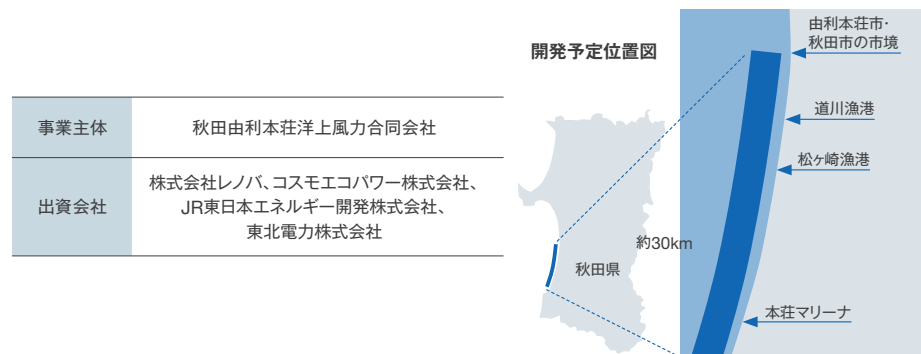 事業主体
秋田由利本荘洋上風力合同会社
出資会社
株式会社レノバ、コスモエコパワー株式会社、
JR東日本エネルギー開発株式会社、
東北電力株式会社
開発予定位置図
秋田県
約30km
由利本荘市・
秋田市の市境
道川漁港
松ヶ崎漁港
本荘マリーナ